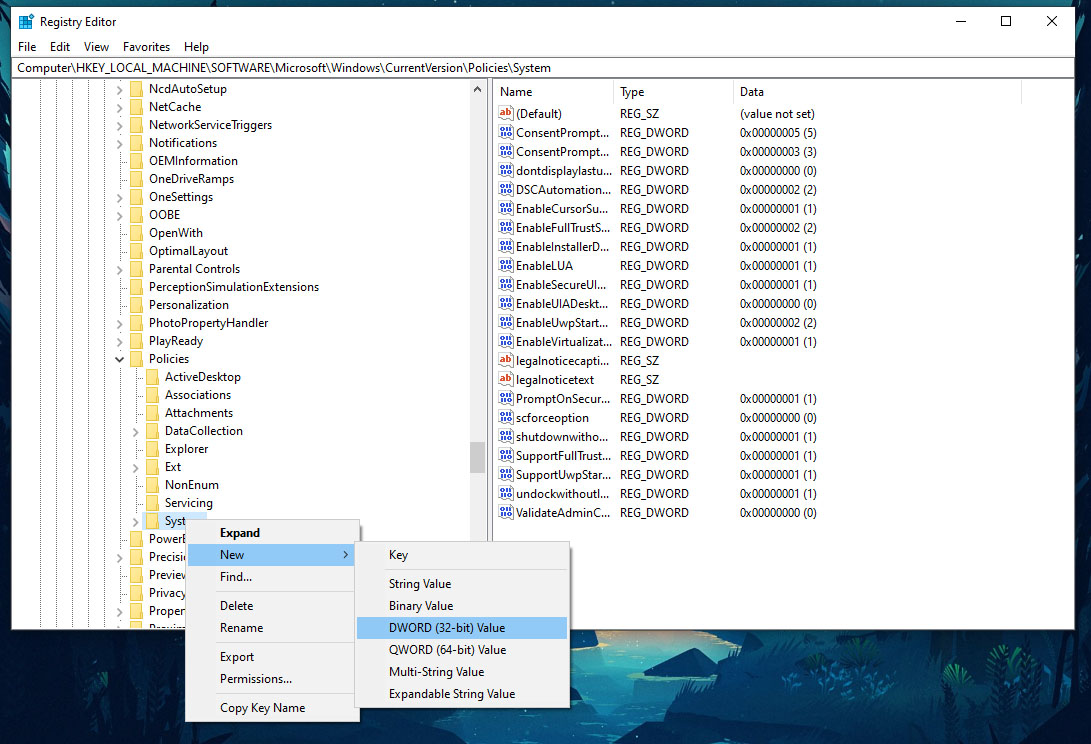 Registry Editor
File Edit View Favorites Help
Computer\HKEY_LOCAL_MACHINE\SOFTWARE\Microsoft\Windows\CurrentVersion\Policies\System
NcdAutoSetup
NetCache
NetworkServiceTriggers
Notifications
OEMInformation
OneDriveRamps
OneSettings
OOBE
OpenWith
OptimalLayout
Parental Controls
PerceptionSimulationExtensions
Personalization
PhotoPropertyHandler
PlayReady
Policies
ActiveDesktop
Associations
Attachments
DataCollection
Explorer
Ext
NonEnum
Servicing
Syst
PowerE
Precisio
Preview
Privacy
Proper
Name Type Data
(Default) REG_SZ (value not set)
ConsentPrompt... REG_DWORD 0x00000005 (5)
ConsentPrompt... REG_DWORD 0x00000003 (3)
dontdisplaylastu... REG_DWORD 0x00000000 (0)
DSCAutomation... REG_DWORD 0x00000002 (2)
EnableCursorSu... REG_DWORD 0x00000001 (1)
EnableFullTrustS... REG_DWORD 0x00000002 (2)
EnableInstallerD... REG_DWORD 0x00000001 (1)
EnableLUA REG_DWORD 0x00000001 (1)
EnableSecureUI... REG_DWORD 0x00000001 (1)
EnableUIADeskt... REG_DWORD 0x00000000 (0)
EnableUwpStart... REG_DWORD 0x00000002 (2)
EnableVirtualizat... REG_DWORD 0x00000001 (1)
legalnoticecapti... REG_SZ
legalnoticetext REG_SZ
PromptOnSecur... REG_DWORD 0x00000001 (1)
scforceoption REG_DWORD 0x00000000 (0)
shutdownwitho... REG_DWORD 0x00000001 (1)
SupportFullTrust... REG_DWORD 0x00000001 (1)
SupportUwpStar... REG_DWORD 0x00000001 (1)
undockwithoutl... REG_DWORD 0x00000001 (1)
ValidateAdminC... REG_DWORD 0x00000000 (0)
Expand
New
Find...
Delete
Rename
Export
Permissions...
Copy Key Name
Key
String Value
Binary Value
DWORD (32-bit) Value
QWORD (64-bit) Value
Multi-String Value
Expandable String Value